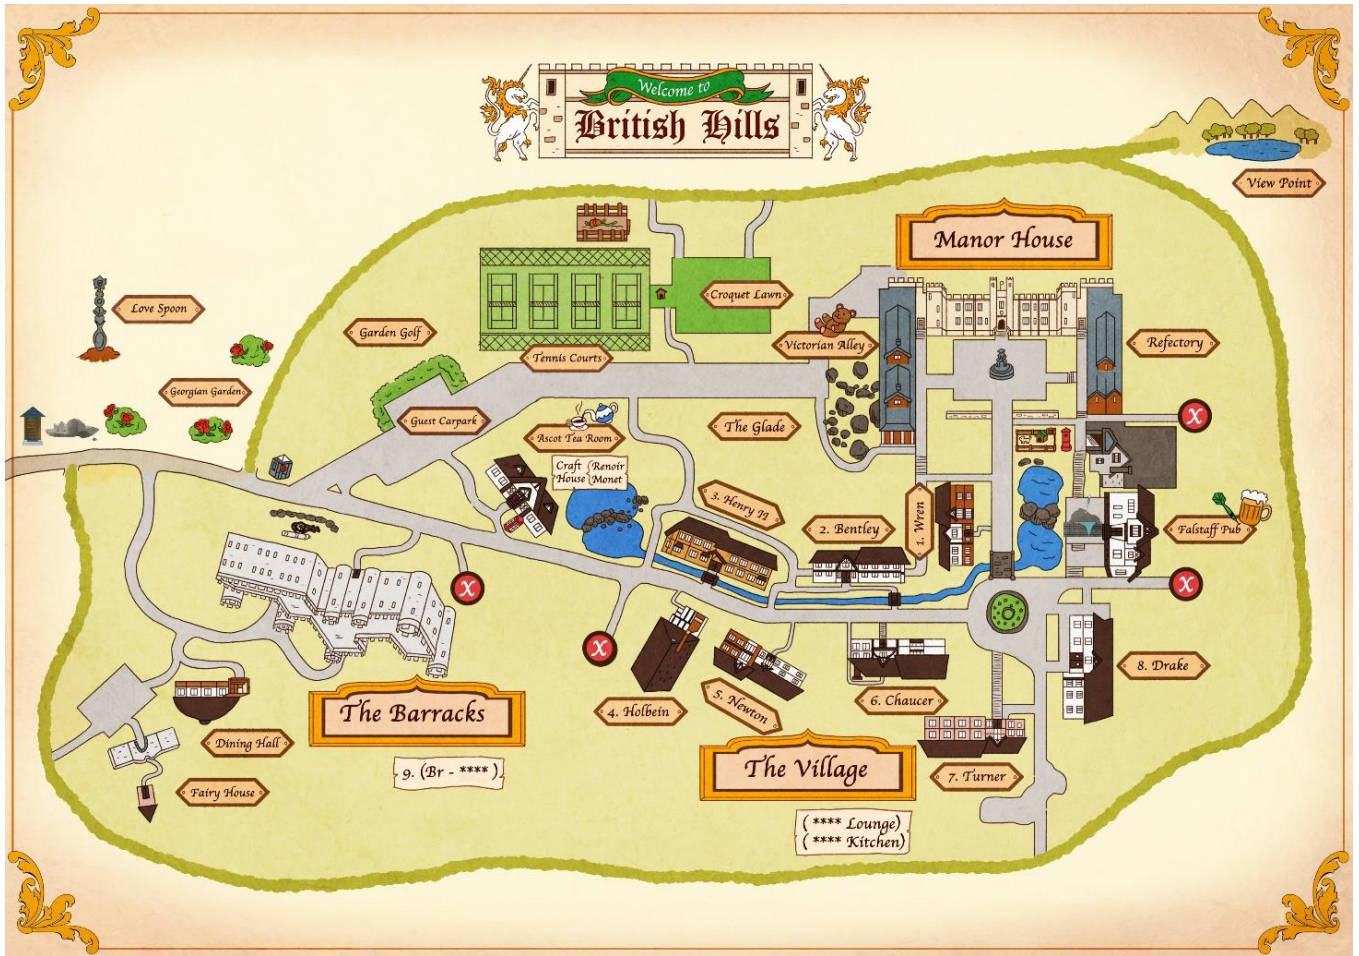 Welcome to
British Hills
View Point
Manor House
Love Spoon
Croquet Lawn
Garden Golf
Victorian Alley
Refectory
Tennis Courts
Georgian Garden
Guest Carpark
The Glade
X
Ascot Tea Room
Craft House
Renoir Monet
3. Henry VI
2. Bentley
1. Wren
Falstaff Pub
X
X
X
4. Holbein
5. Newton
6. Chaucer
8. Drake
The Barracks
Dining Hall
9. (Br - **** )
Fairy House
The Village
7. Turner
( **** Lounge)
( **** Kitchen)